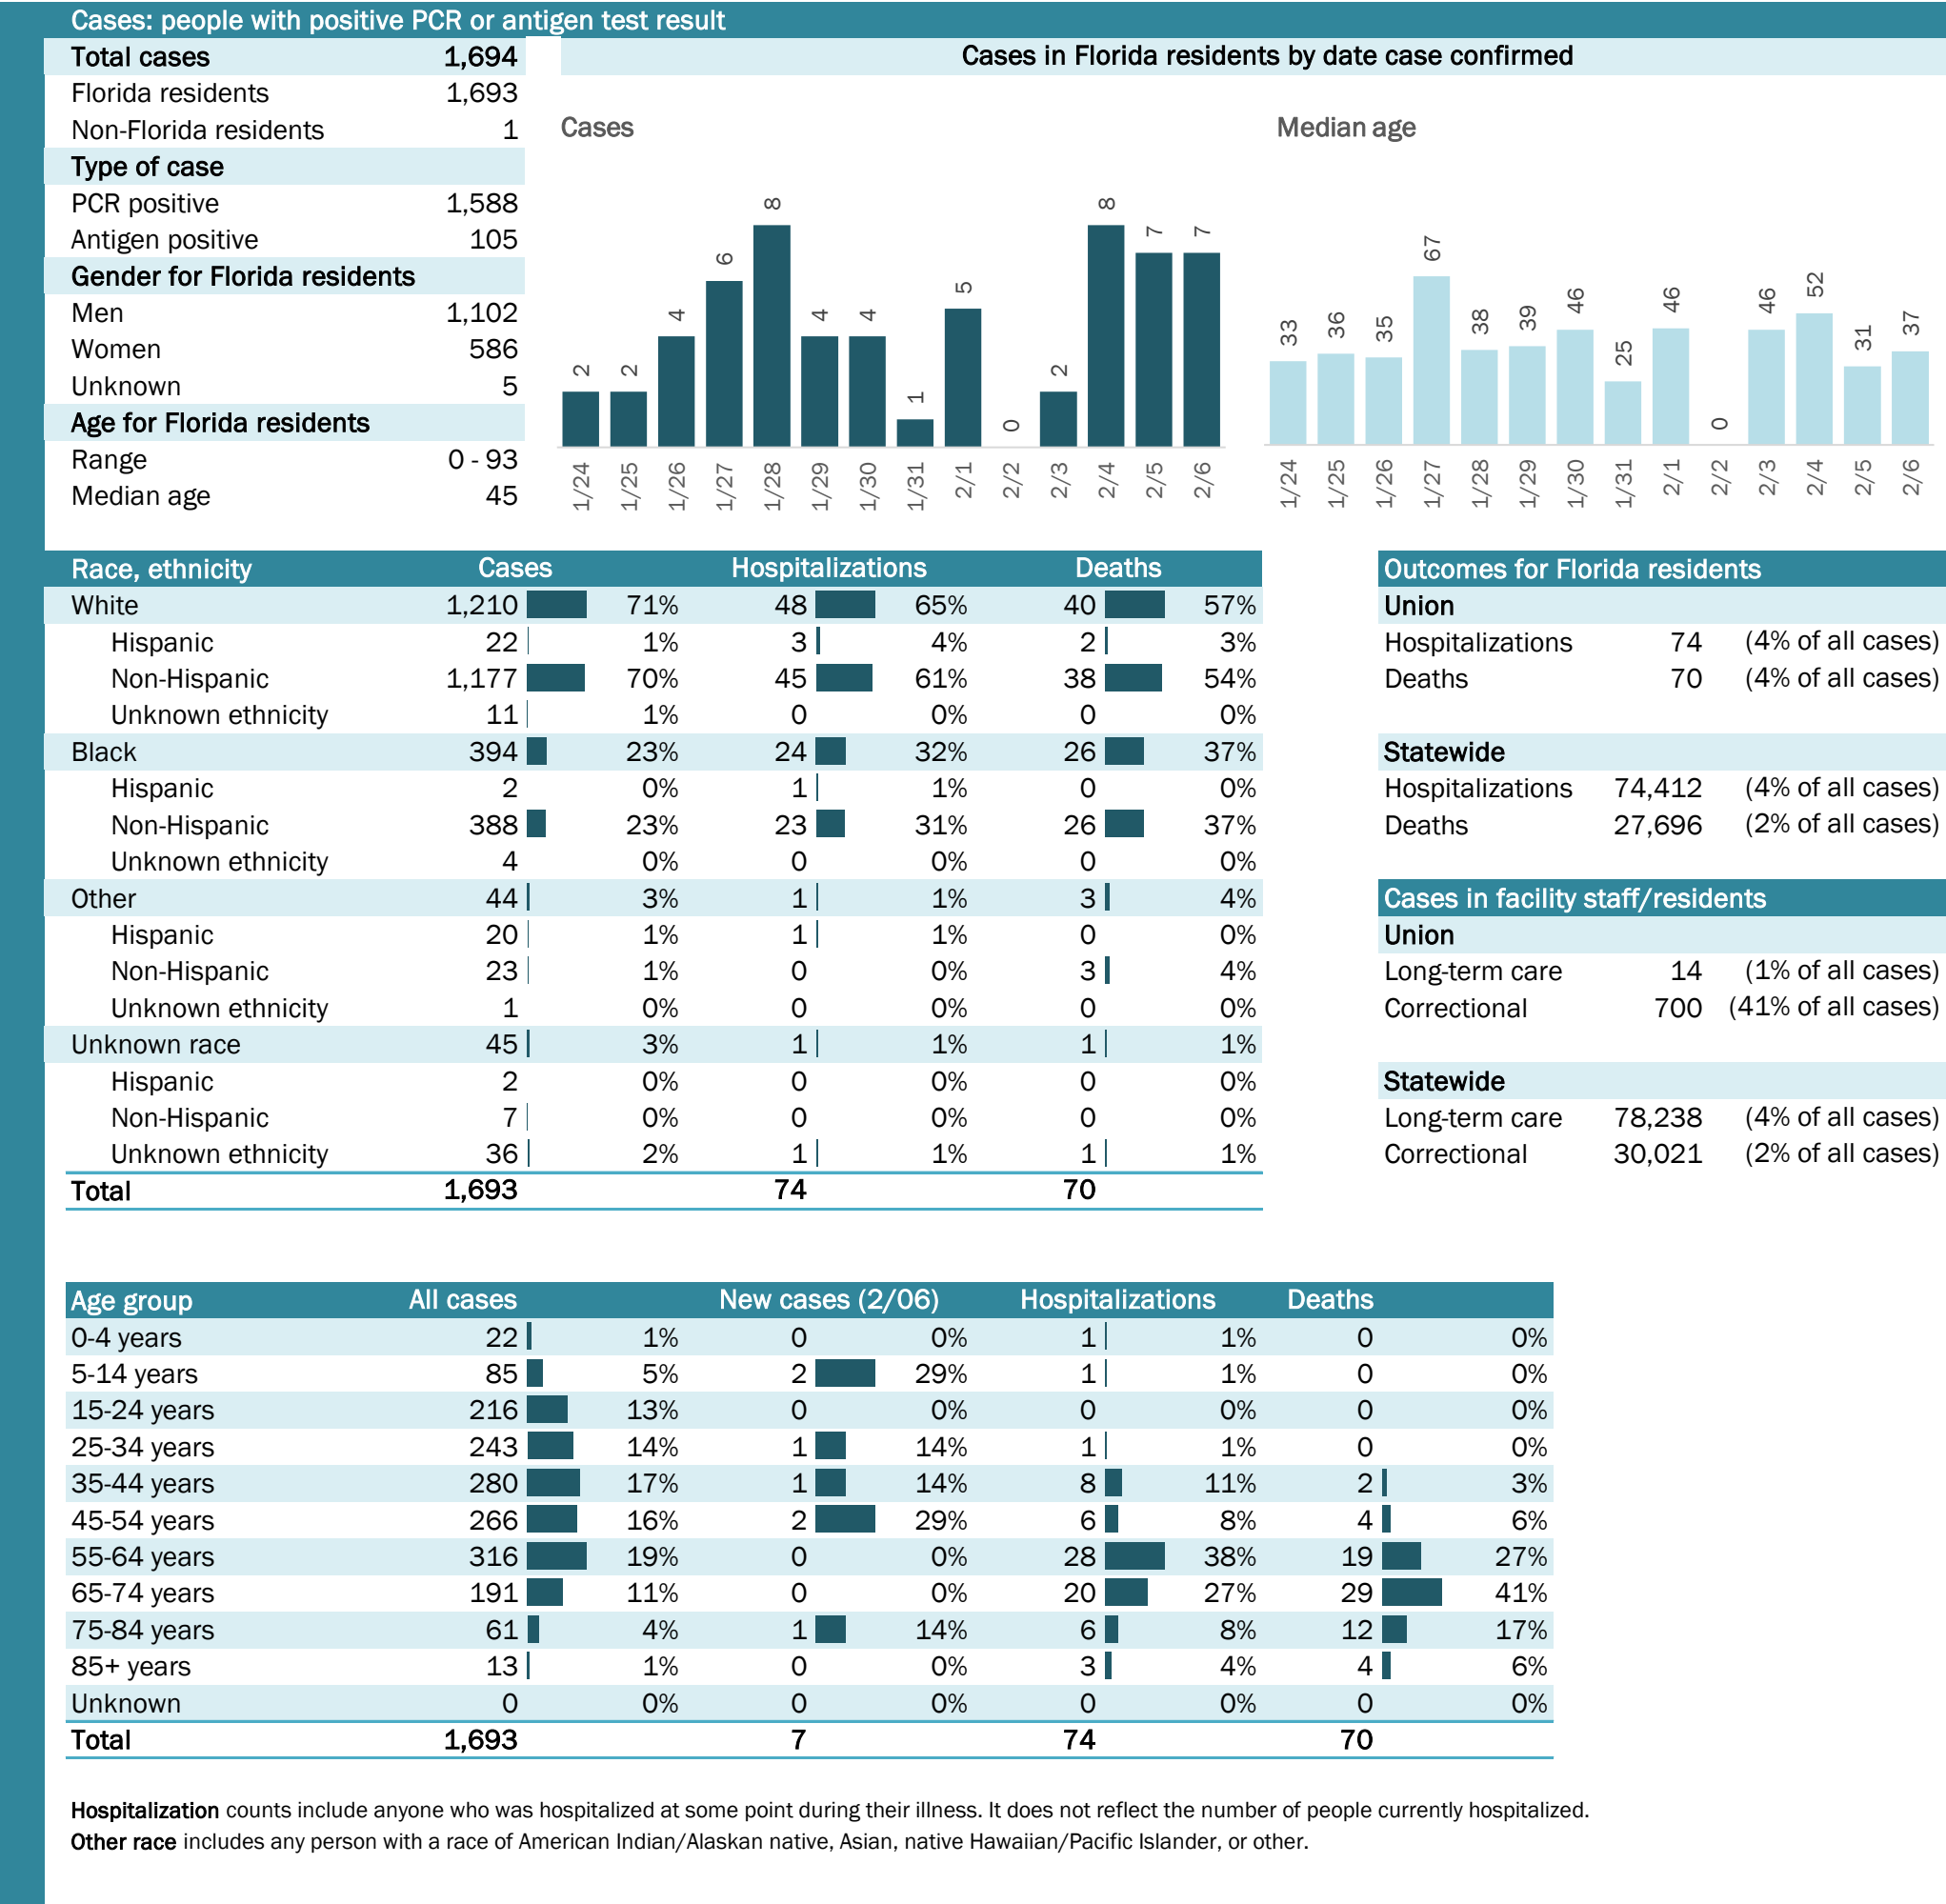 Cases: people with positive PCR or antigen test result
Total cases 1,694
Florida residents 1,693
Non-Florida residents 1
Type of case
PCR positive 1,588
Antigen positive 105
Gender for Florida residents
Men 1,102
Women 586
Unknown 5
Age for Florida residents
Range 0 - 93
Median age 45
Cases in Florida residents by date case confirmed
Cases
2 2 4 6 8 4 4 1 5 0 2 8 7 7
1/24 1/25 1/26 1/27 1/28 1/29 1/30 1/31 2/1 2/2 2/3 2/4 2/5 2/6
Median age
33 36 35 67 38 39 46 25 46 0 46 52 31 37
1/24 1/25 1/26 1/27 1/28 1/29 1/30 1/31 2/1 2/2 2/3 2/4 2/5 2/6
Race, ethnicity Cases Hospitalizations Deaths
White 1,210 71% 48 65% 40 57%
Hispanic 22 1% 3 4% 2 3%
Non-Hispanic 1,177 70% 45 61% 38 54%
Unknown ethnicity 11 1% 0 0% 0 0%
Black 394 23% 24 32% 26 37%
Hispanic 2 0% 1 1% 0 0%
Non-Hispanic 388 23% 23 31% 26 37%
Unknown ethnicity 4 0% 0 0% 0 0%
Other 44 3% 1 1% 3 4%
Hispanic 20 1% 1 1% 0 0%
Non-Hispanic 23 1% 0 0% 3 4%
Unknown ethnicity 1 0% 0 0% 0 0%
Unknown race 45 3% 1 1% 1 1%
Hispanic 2 0% 0 0% 0 0%
Non-Hispanic 7 0% 0 0% 0 0%
Unknown ethnicity 36 2% 1 1% 1 1%
Total 1,693 74 70
Outcomes for Florida residents
Union
Hospitalizations 74 (4% of all cases)
Deaths 70 (4% of all cases)
Statewide
Hospitalizations 74,412 (4% of all cases)
Deaths 27,696 (2% of all cases)
Cases in facility staff/residents
Union
Long-term care 14 (1% of all cases)
Correctional 700 (41% of all cases)
Statewide
Long-term care 78,238 (4% of all cases)
Correctional 30,021 (2% of all cases)
Age group All cases New cases (2/06) Hospitalizations Deaths
0-4 years 22 1% 0 0% 1 1% 0 0%
5-14 years 85 5% 2 29% 1 1% 0 0%
15-24 years 216 13% 0 0% 0 0% 0 0%
25-34 years 243 14% 1 14% 1 1% 0 0%
35-44 years 280 17% 1 14% 8 11% 2 3%
45-54 years 266 16% 2 29% 6 8% 4 6%
55-64 years 316 19% 0 0% 28 38% 19 27%
65-74 years 191 11% 0 0% 20 27% 29 41%
75-84 years 61 4% 1 14% 6 8% 12 17%
85+ years 13 1% 0 0% 3 4% 4 6%
Unknown 0 0% 0 0% 0 0% 0 0%
Total 1,693 7 74 70
Hospitalization counts include anyone who was hospitalized at some point during their illness. It does not reflect the number of people currently hospitalized.
Other race includes any person with a race of American Indian/Alaskan native, Asian, native Hawaiian/Pacific Islander, or other.